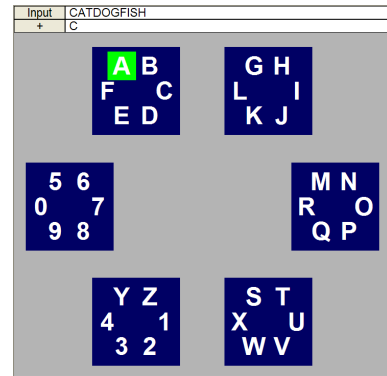 Input CATDOGFISH
+ C
A B G H
F C L I
E D K J
5 6 M N
0 7 R O
9 8 Q P
Y Z S T
4 1 X U
3 2 W V